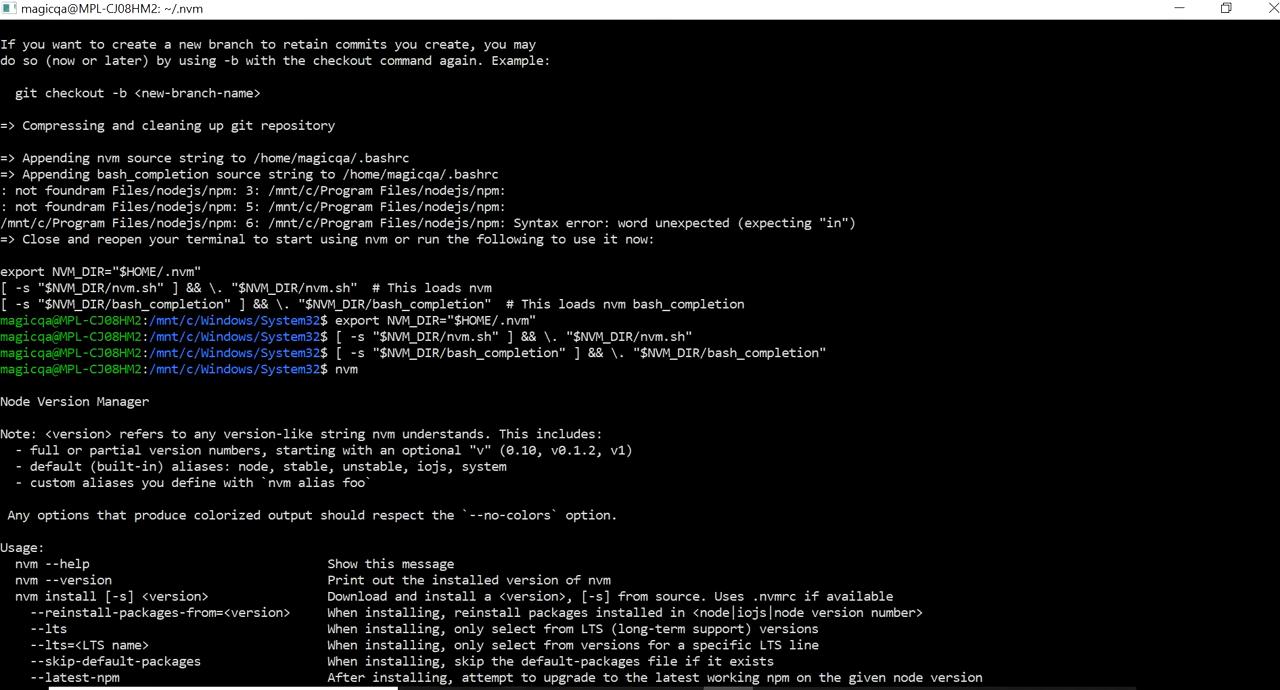 magicqa@MPL-CJ08HM2: ~/.nvm
If you want to create a new branch to retain commits you create, you may
do so (now or later) by using -b with the checkout command again. Example:
git checkout -b <new-branch-name>
=> Compressing and cleaning up git repository
=> Appending nvm source string to /home/magicqa/.bashrc
=> Appending bash_completion source string to /home/magicqa/.bashrc
: not foundram Files/nodejs/npm: 3: /mnt/c/Program Files/nodejs/npm:
: not foundram Files/nodejs/npm: 5: /mnt/c/Program Files/nodejs/npm:
/mnt/c/Program Files/nodejs/npm: 6: /mnt/c/Program Files/nodejs/npm: Syntax error: word unexpected (expecting "in")
=> Close and reopen your terminal to start using nvm or run the following to use it now:
export NVM_DIR="$HOME/.nvm"
[ -s "$NVM_DIR/nvm.sh" ] && \. "$NVM_DIR/nvm.sh"  # This loads nvm
[ -s "$NVM_DIR/bash_completion" ] && \. "$NVM_DIR/bash_completion"  # This loads nvm bash_completion
magicqa@MPL-CJ08HM2:/mnt/c/Windows/System32$ export NVM_DIR="$HOME/.nvm"
magicqa@MPL-CJ08HM2:/mnt/c/Windows/System32$ [ -s "$NVM_DIR/nvm.sh" ] && \. "$NVM_DIR/nvm.sh"
magicqa@MPL-CJ08HM2:/mnt/c/Windows/System32$ [ -s "$NVM_DIR/bash_completion" ] && \. "$NVM_DIR/bash_completion"
magicqa@MPL-CJ08HM2:/mnt/c/Windows/System32$ nvm
Node Version Manager
Note: <version> refers to any version-like string nvm understands. This includes:
- full or partial version numbers, starting with an optional "v" (0.10, v0.1.2, v1)
- default (built-in) aliases: node, stable, unstable, iojs, system
- custom aliases you define with `nvm alias foo`
Any options that produce colorized output should respect the `--no-colors` option.
Usage:
nvm --help Show this message
nvm --version Print out the installed version of nvm
nvm install [-s] <version> Download and install a <version>, [-s] from source. Uses .nvmrc if available
--reinstall-packages-from=<version> When installing, reinstall packages installed in <node|iojs|node version number>
--lts When installing, only select from LTS (long-term support) versions
--lts=<LTS name> When installing, only select from versions for a specific LTS line
--skip-default-packages When installing, skip the default-packages file if it exists
--latest-npm After installing, attempt to upgrade to the latest working npm on the given node version